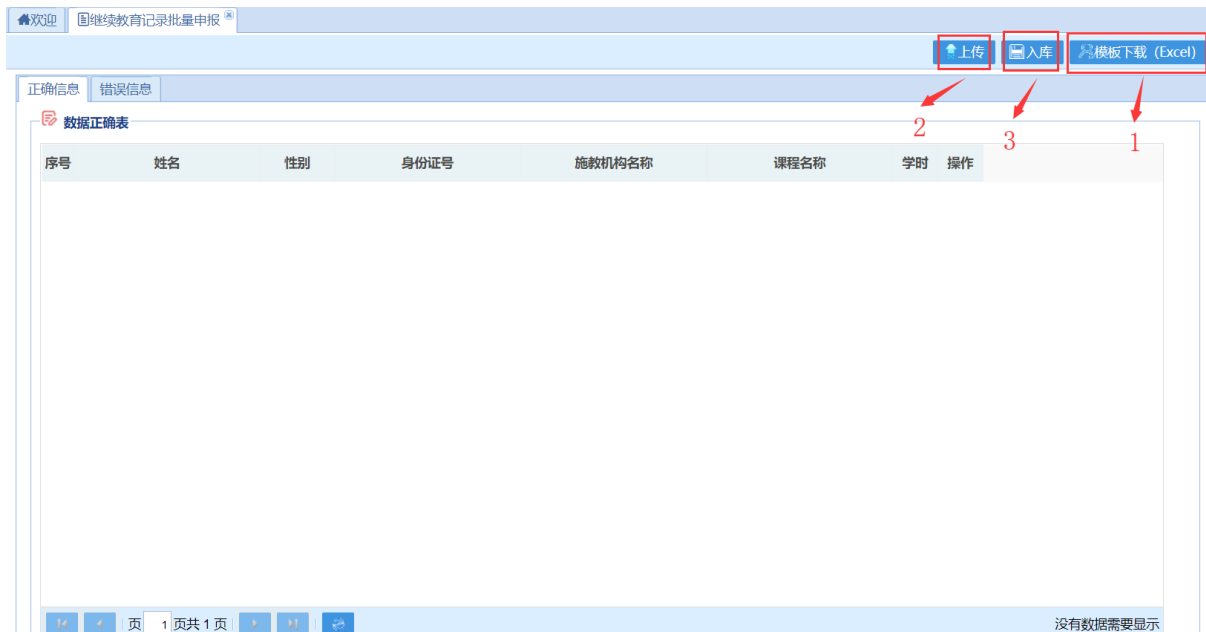 欢迎 继续教育记录批量申报
上传 入库 模板下载（Excel）
正确信息 错误信息
2 3 1
数据正确表
序号 姓名 性别 身份证号 施教机构名称 课程名称 学时 操作
页 1 页共 1 页 没有数据需要显示